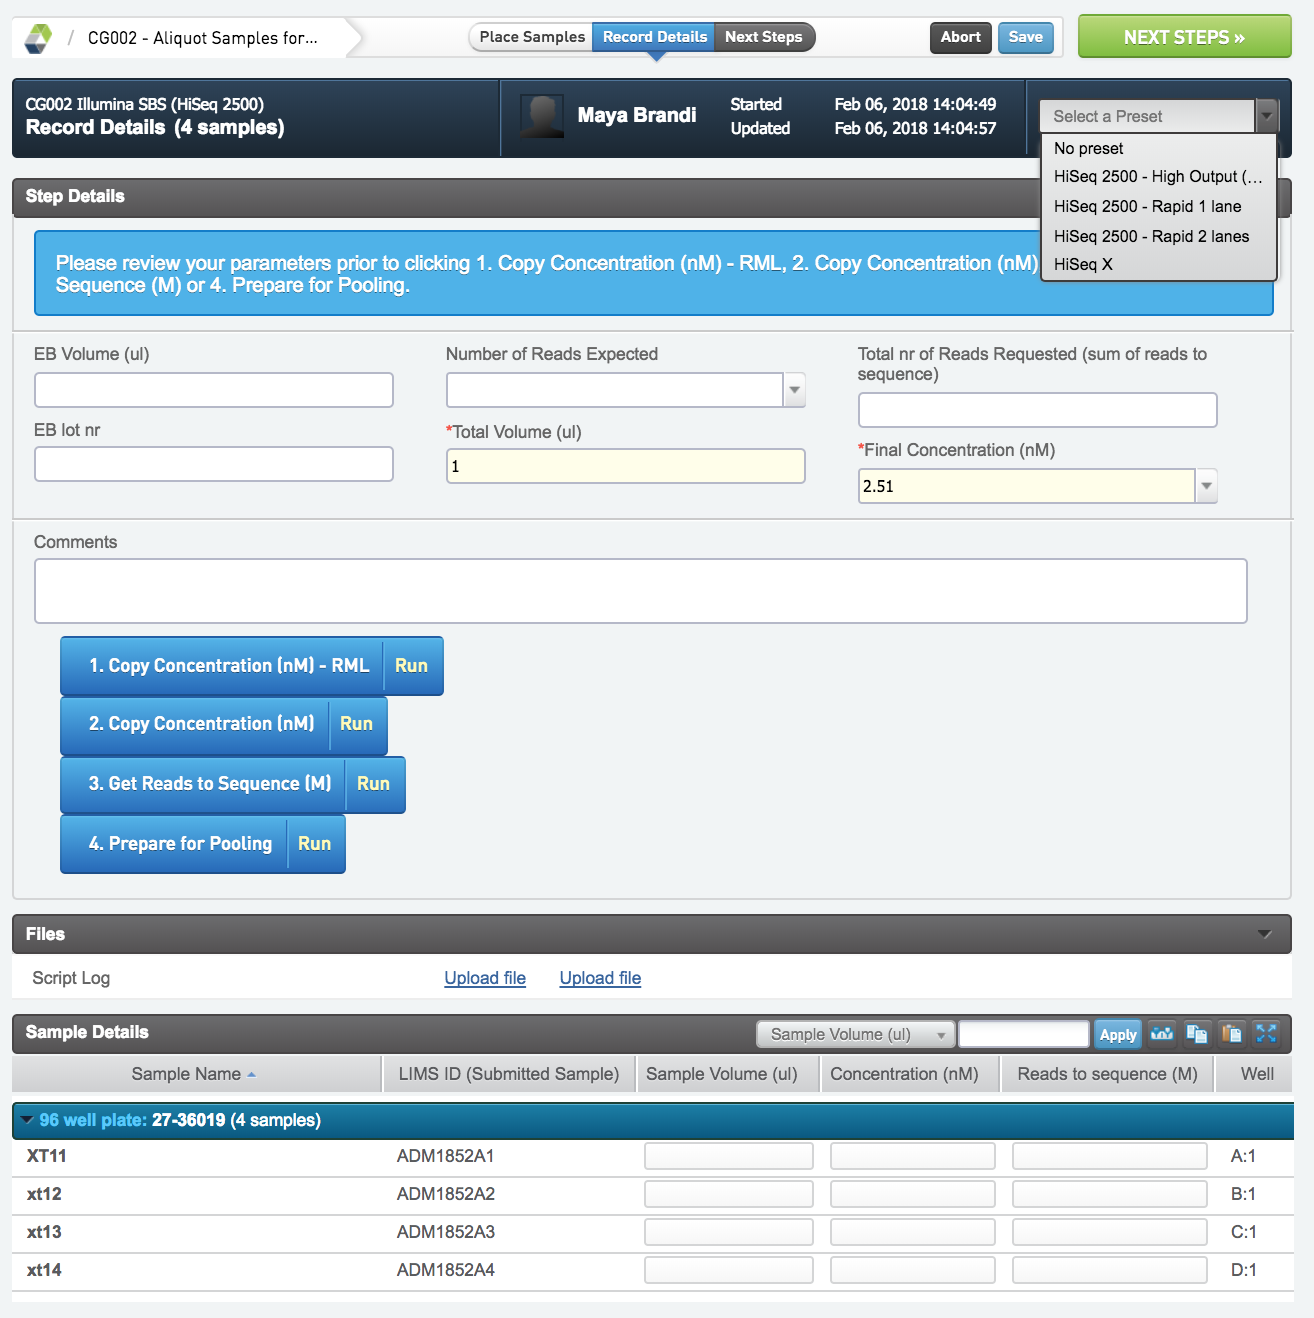 / CG002 - Aliquot Samples for...
Place Samples Record Details Next Steps
Abort Save
NEXT STEPS »
CG002 Illumina SBS (HiSeq 2500)
Record Details (4 samples)
Maya Brandi
Started Feb 06, 2018 14:04:49
Updated Feb 06, 2018 14:04:57
Select a Preset
No preset
HiSeq 2500 - High Output (...
HiSeq 2500 - Rapid 1 lane
HiSeq 2500 - Rapid 2 lanes
HiSeq X
Step Details
Please review your parameters prior to clicking 1. Copy Concentration (nM) - RML, 2. Copy Concentration (nM)
Sequence (M) or 4. Prepare for Pooling.
EB Volume (ul)
EB lot nr
Number of Reads Expected
*Total Volume (ul)
1
Total nr of Reads Requested (sum of reads to
sequence)
*Final Concentration (nM)
2.51
Comments
1. Copy Concentration (nM) - RML Run
2. Copy Concentration (nM) Run
3. Get Reads to Sequence (M) Run
4. Prepare for Pooling Run
Files
Script Log Upload file Upload file
Sample Details Sample Volume (ul) Apply
Sample Name LIMS ID (Submitted Sample) Sample Volume (ul) Concentration (nM) Reads to sequence (M) Well
96 well plate: 27-36019 (4 samples)
XT11 ADM1852A1 A:1
xt12 ADM1852A2 B:1
xt13 ADM1852A3 C:1
xt14 ADM1852A4 D:1